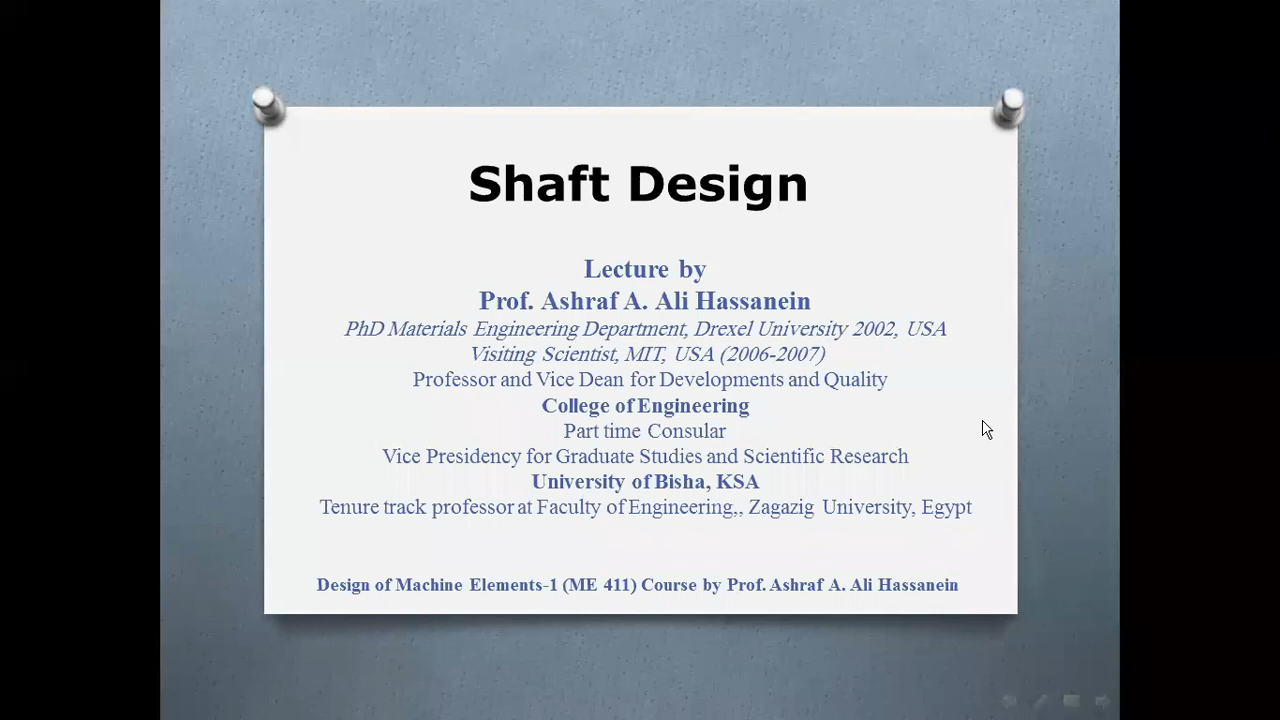 Shaft Design
Lecture by
Prof. Ashraf A. Ali Hassanein
PhD Materials Engineering Department, Drexel University 2002, USA
Visiting Scientist, MIT, USA (2006-2007)
Professor and Vice Dean for Developments and Quality
College of Engineering
Part time Consular
Vice Presidency for Graduate Studies and Scientific Research
University of Bisha, KSA
Tenure track professor at Faculty of Engineering,, Zagazig University, Egypt
Design of Machine Elements-1 (ME 411) Course by Prof. Ashraf A. Ali Hassanein